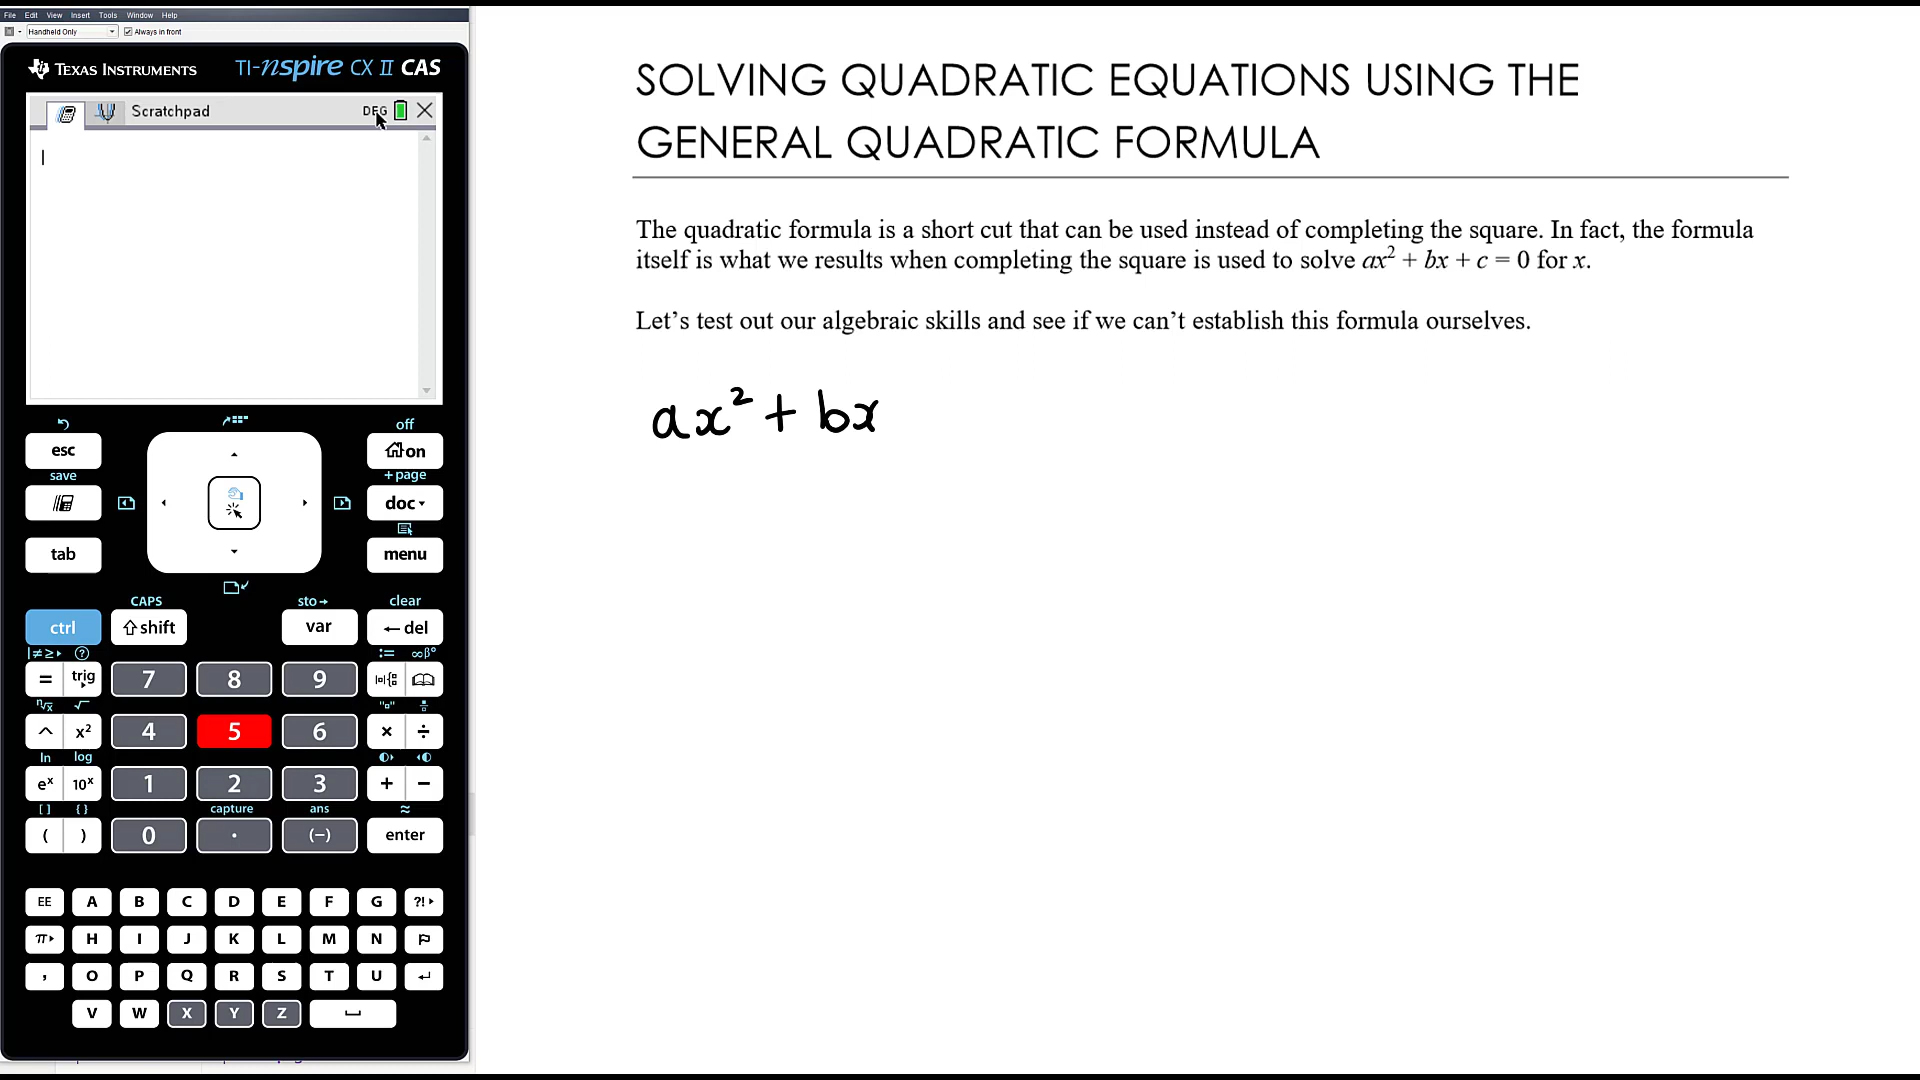 File Edit View Insert Tools Window Help
Handheld Only Always in front
TEXAS INSTRUMENTS TI-nspire CX II CAS
Scratchpad DEG
SOLVING QUADRATIC EQUATIONS USING THE
GENERAL QUADRATIC FORMULA
The quadratic formula is a short cut that can be used instead of completing the square. In fact, the formula
itself is what we results when completing the square is used to solve ax² + bx + c = 0 for x.
Let’s test out our algebraic skills and see if we can’t establish this formula ourselves.
ax² + bx
off
esc on
save + page
doc
tab menu
CAPS sto→ clear
ctrl ⇧shift var ←del
|≠≥▸ ? := ∞β°
= trig 7 8 9
ⁿ√x √ "▫"
^ x² 4 5 6 × ÷
ln log
eˣ 10ˣ 1 2 3 + −
[ ] { } capture ans ≈
( ) 0 . (−) enter
EE A B C D E F G ?!▸
π▸ H I J K L M N
, O P Q R S T U ↵
V W X Y Z